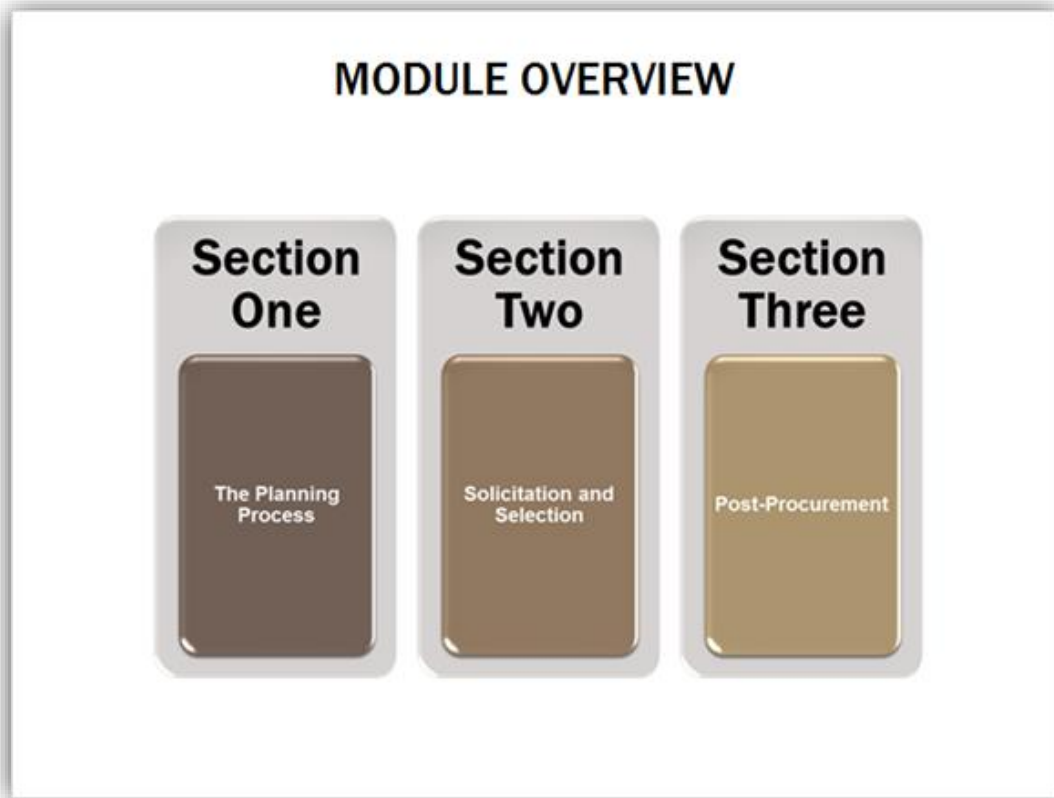 MODULE OVERVIEW
Section
One
The Planning
Process
Section
Two
Solicitation and
Selection
Section
Three
Post-Procurement